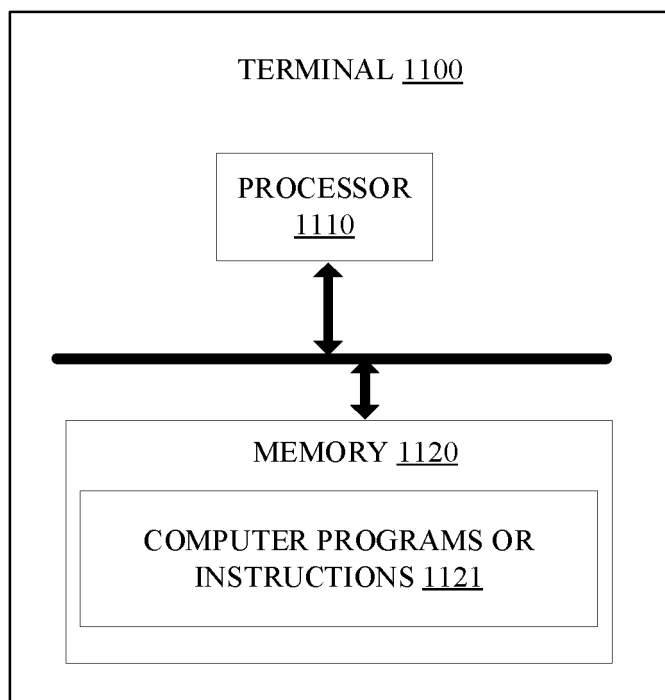 TERMINAL 1100
PROCESSOR
1110
MEMORY 1120
COMPUTER PROGRAMS OR
INSTRUCTIONS 1121